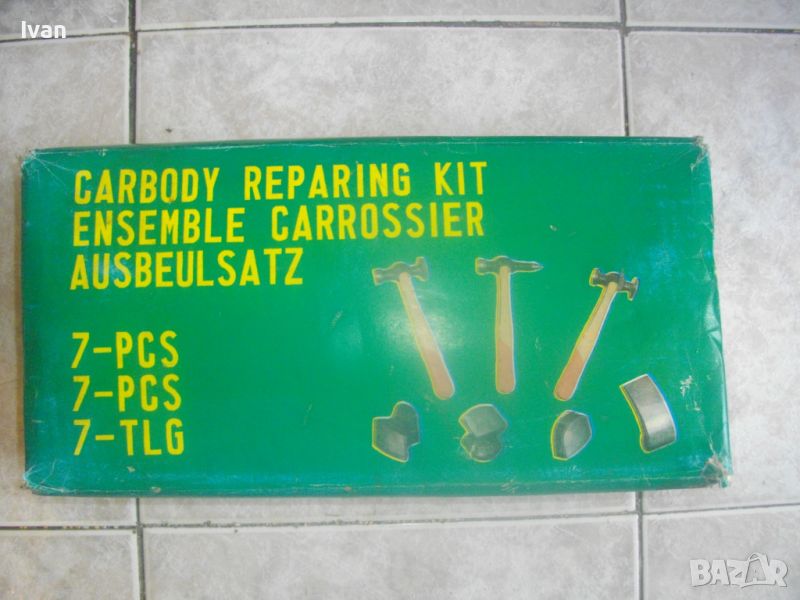 Ivan
CARBODY REPARING KIT
ENSEMBLE CARROSSIER
AUSBEULSATZ
7-PCS
7-PCS
7-TLG
BAZAR